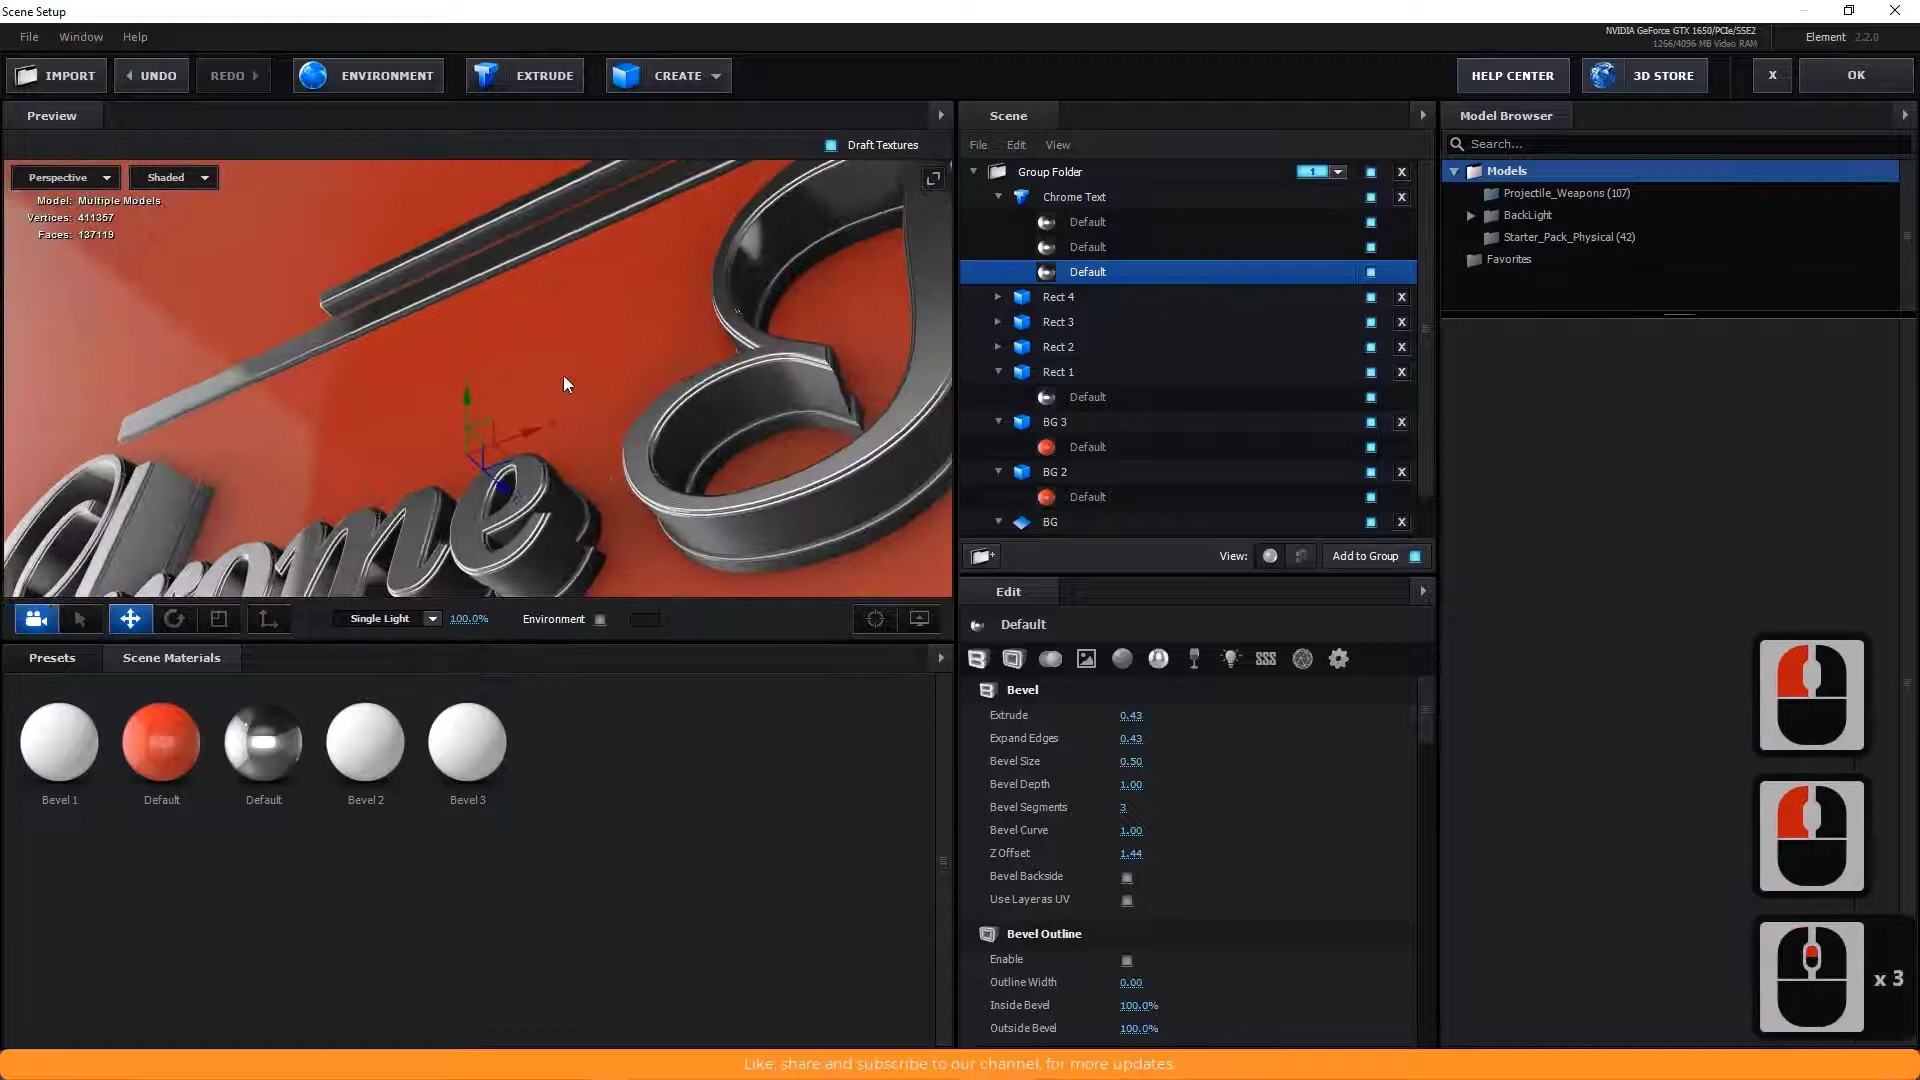 Scene Setup
File Window Help
NVIDIA GeForce GTX 1650/PCIe/SSE2
1266/4096 MB Video RAM
Element 2.2.0
IMPORT
UNDO
REDO
ENVIRONMENT
EXTRUDE
CREATE
HELP CENTER
3D STORE
X
OK
Preview
Draft Textures
Perspective
Shaded
Model: Multiple Models
Vertices: 411357
Faces: 137119
Single Light
100.0%
Environment
Presets
Scene Materials
Bevel 1
Default
Default
Bevel 2
Bevel 3
Scene
File Edit View
Group Folder 1 X
Chrome Text X
Default
Default
Default
Rect 4 X
Rect 3 X
Rect 2 X
Rect 1 X
Default
BG 3 X
Default
BG 2 X
Default
BG X
View:
Add to Group
Edit
Default
Bevel
Extrude 0.43
Expand Edges 0.43
Bevel Size 0.50
Bevel Depth 1.00
Bevel Segments 3
Bevel Curve 1.00
Z Offset 1.44
Bevel Backside
Use Layer as UV
Bevel Outline
Enable
Outline Width 0.00
Inside Bevel 100.0%
Outside Bevel 100.0%
Model Browser
Search...
Models
Projectile_Weapons (107)
BackLight
Starter_Pack_Physical (42)
Favorites
x 3
Like, share and subscribe to our channel, for more updates.